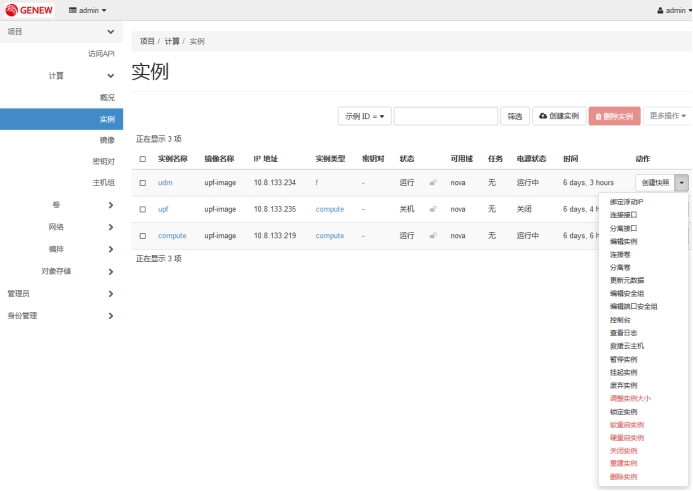 GENEW admin admin
项目
访问API
计算
概况
实例
镜像
密钥对
主机组
卷
网络
编排
对象存储
管理员
身份管理
项目 / 计算 / 实例
实例
示例 ID = 筛选 创建实例 删除实例 更多操作
正在显示 3 项
实例名称 镜像名称 IP 地址 实例类型 密钥对 状态 可用域 任务 电源状态 时间 动作
udm upf-image 10.8.133.234 f - 运行 nova 无 运行中 6 days, 3 hours 创建快照
upf upf-image 10.8.133.235 compute - 关机 nova 无 关闭 6 days, 4 h
compute upf-image 10.8.133.219 compute - 运行 nova 无 运行中 6 days, 6 h
正在显示 3 项
绑定浮动IP
连接接口
分离接口
编辑实例
连接卷
分离卷
更新元数据
编辑安全组
编辑端口安全组
控制台
查看日志
救援云主机
暂停实例
挂起实例
废弃实例
调整实例大小
锁定实例
软重启实例
硬重启实例
关闭实例
重建实例
删除实例